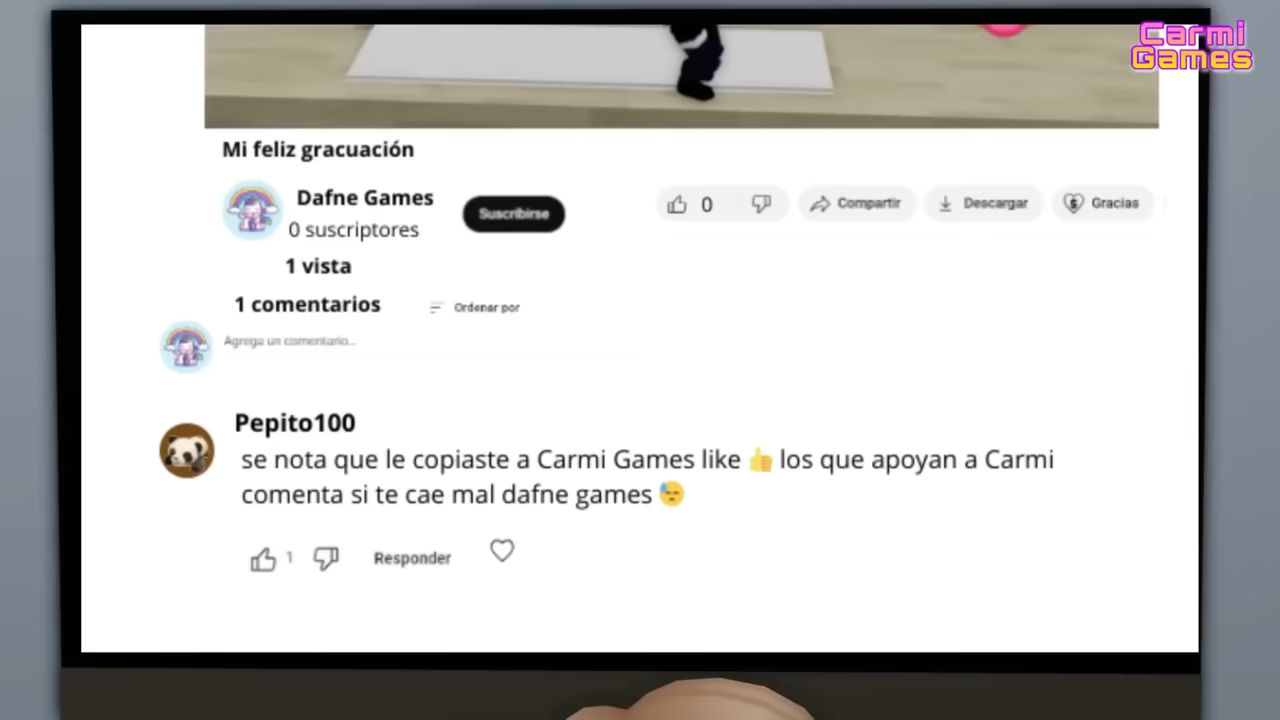 Carmi
Games
Mi feliz gracuación
Dafne Games
0 suscriptores
Suscribirse
0
Compartir
Descargar
Gracias
1 vista
1 comentarios
Ordenar por
Agrega un comentario...
Pepito100
se nota que le copiaste a Carmi Games like 👍 los que apoyan a Carmi
comenta si te cae mal dafne games 😓
1
Responder